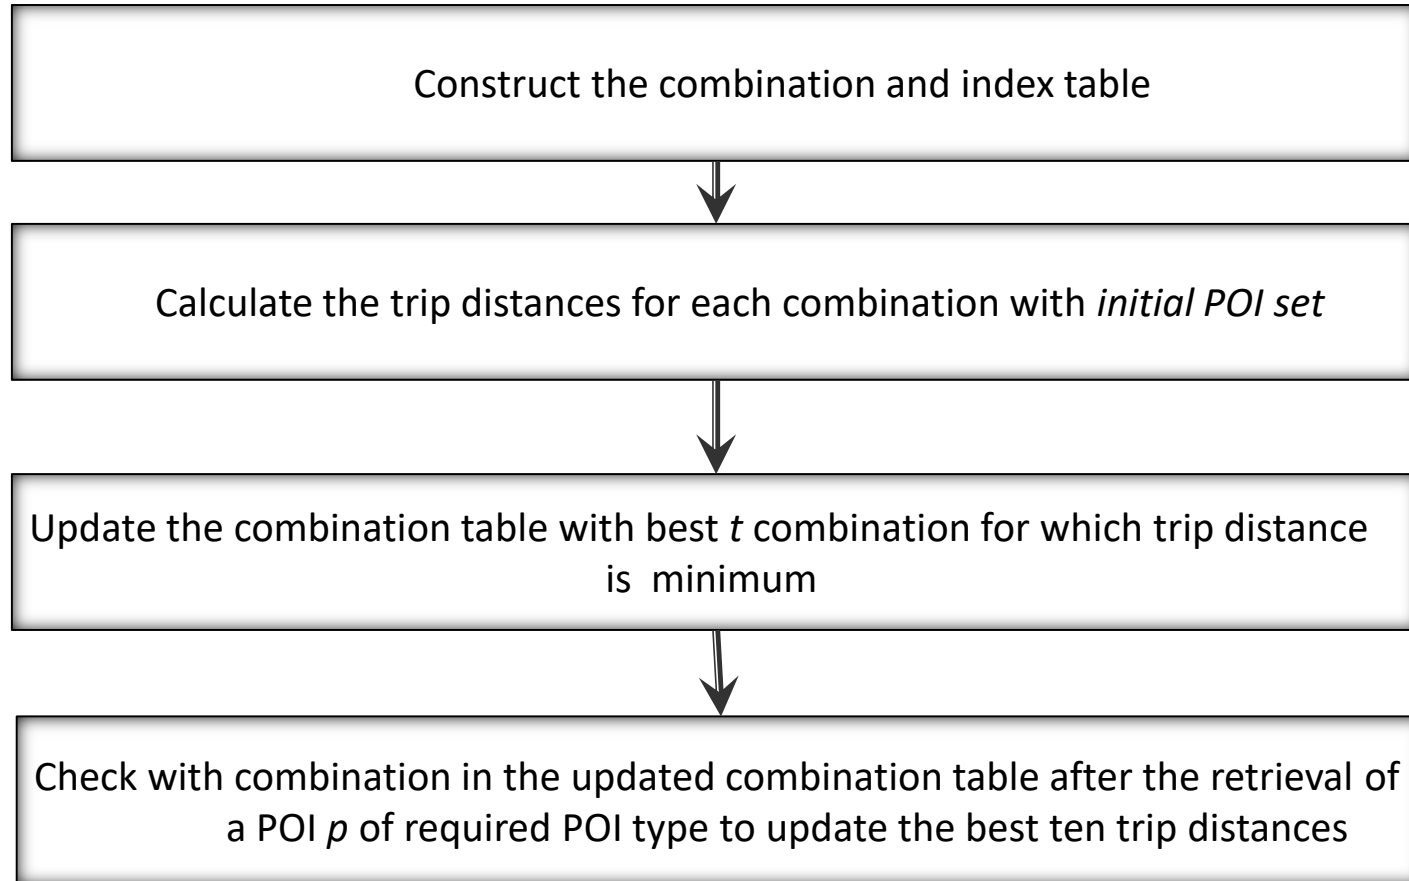 Construct the combination and index table
Calculate the trip distances for each combination with initial POI set
Update the combination table with best t combination for which trip distance
is minimum
Check with combination in the updated combination table after the retrieval of
a POI p of required POI type to update the best ten trip distances